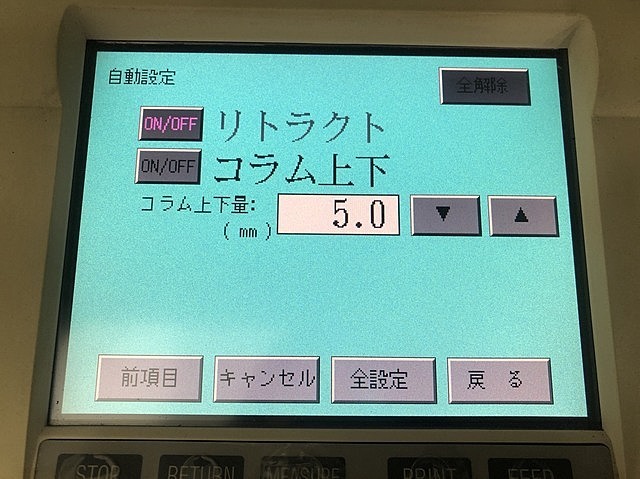 自動設定
全解除
ON/OFF リトラクト
ON/OFF コラム上下
コラム上下量: 5.0 ▼ ▲
( mm )
前項目 キャンセル 全設定 戻る
STOP RETURN MEASURE PRINT FEED